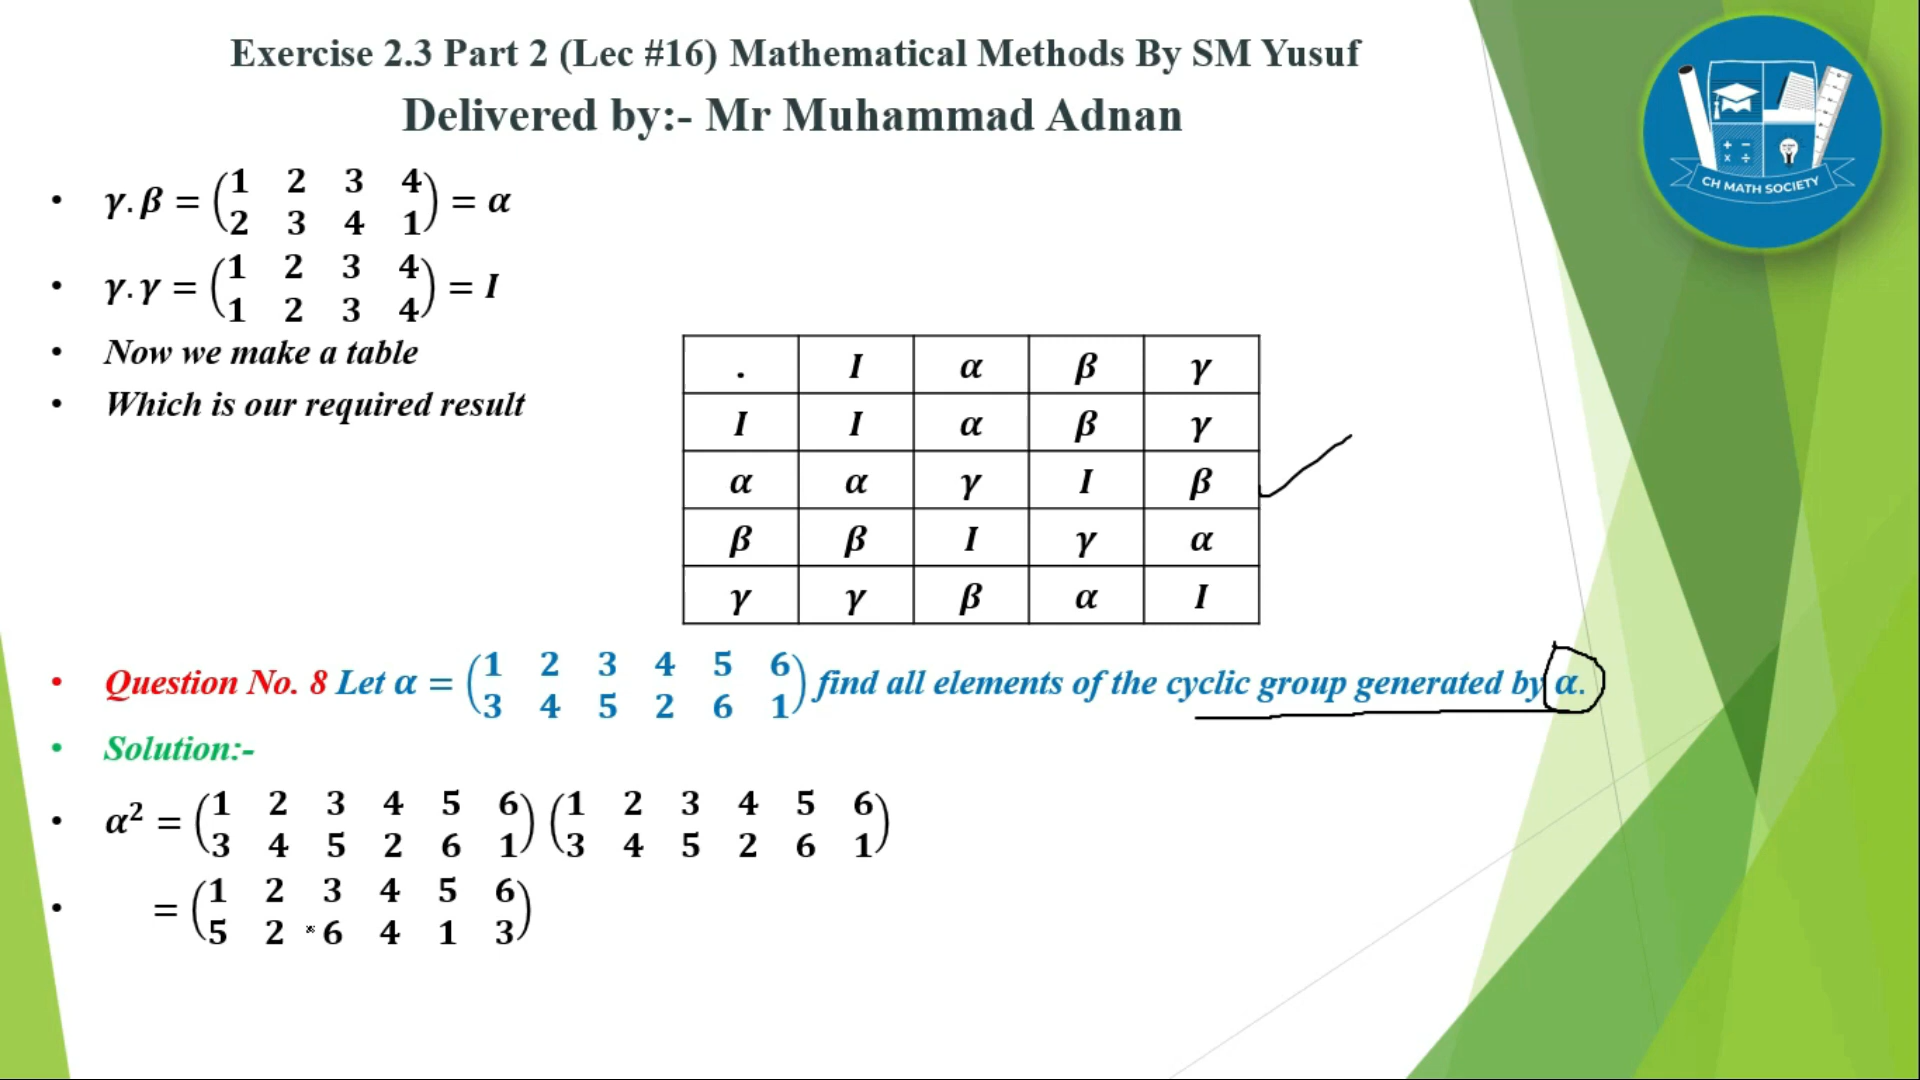 Exercise 2.3 Part 2 (Lec #16) Mathematical Methods By SM Yusuf
Delivered by:- Mr Muhammad Adnan
CH MATH SOCIETY
• γ.β = (1 2 3 4
2 3 4 1) = α
• γ.γ = (1 2 3 4
1 2 3 4) = I
• Now we make a table
• Which is our required result
. I α β γ
I I α β γ
α α γ I β
β β I γ α
γ γ β α I
• Question No. 8 Let α = (1 2 3 4 5 6
3 4 5 2 6 1) find all elements of the cyclic group generated by α.
• Solution:-
• α² = (1 2 3 4 5 6
3 4 5 2 6 1) (1 2 3 4 5 6
3 4 5 2 6 1)
• = (1 2 3 4 5 6
5 2 6 4 1 3)